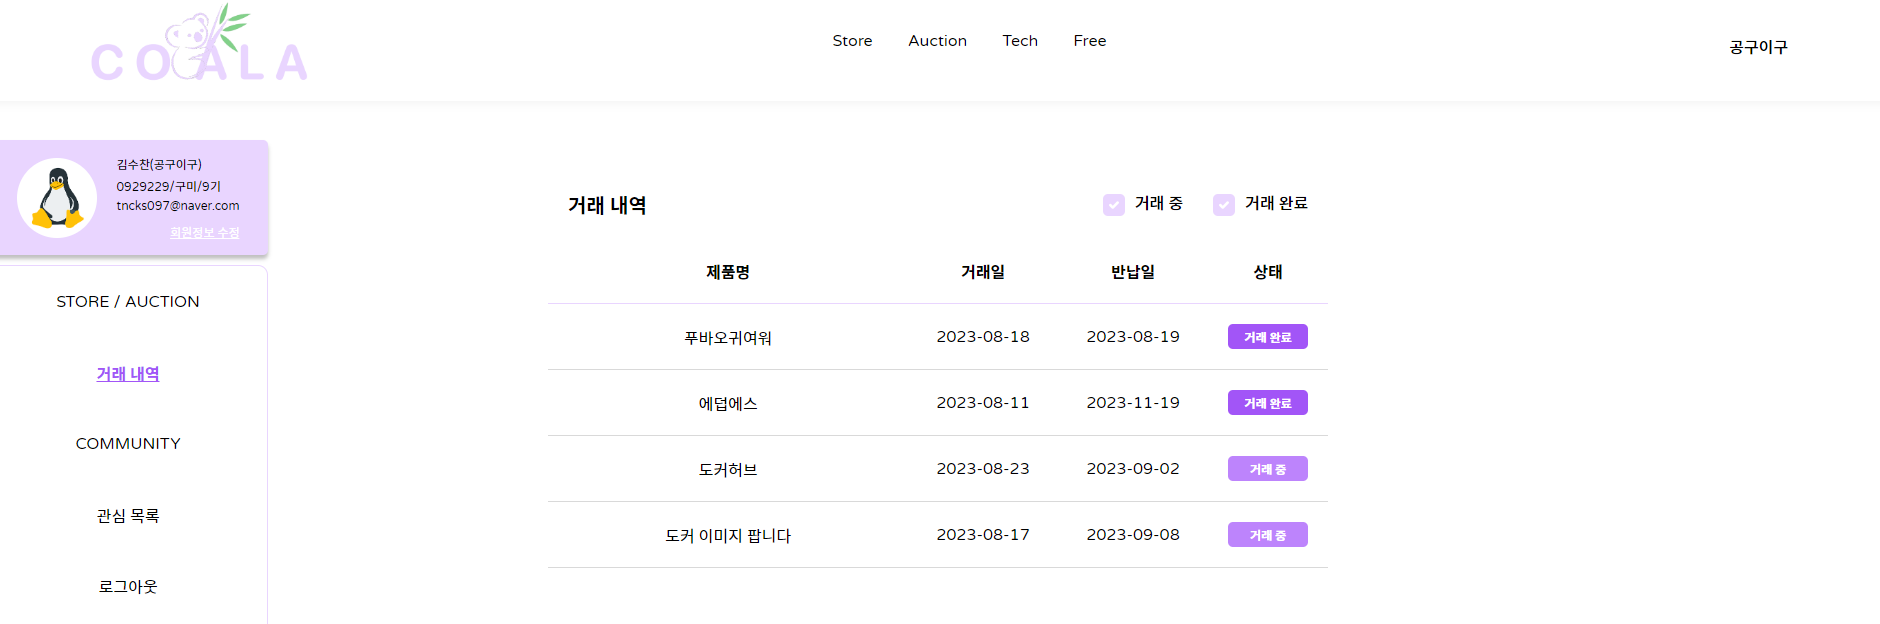 COALA
Store Auction Tech Free
공구이구
김수찬(공구이구)
0929229/구미/9기
tncks097@naver.com
회원정보 수정
STORE / AUCTION
거래 내역
COMMUNITY
관심 목록
로그아웃
거래 내역 거래 중 거래 완료
제품명 거래일 반납일 상태
푸바오귀여워 2023-08-18 2023-08-19 거래 완료
에덥에스 2023-08-11 2023-11-19 거래 완료
도커허브 2023-08-23 2023-09-02 거래 중
도커 이미지 팝니다 2023-08-17 2023-09-08 거래 중